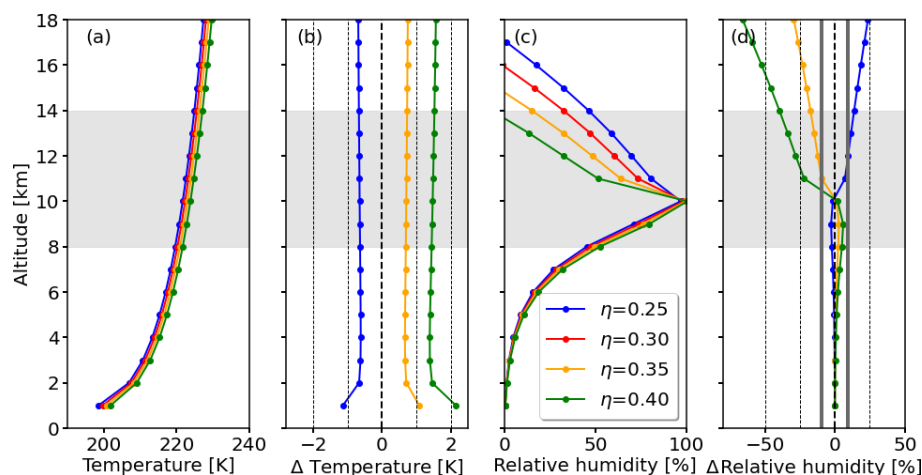 (a) (b) (c) (d)
18
16
14
12
10
8
6
4
2
0
Altitude [km]
η=0.25
η=0.30
η=0.35
η=0.40
200 220 240 −2 0 2 0 50 100 −50 0 50
Temperature [K] Δ Temperature [K] Relative humidity [%] ΔRelative humidity [%]